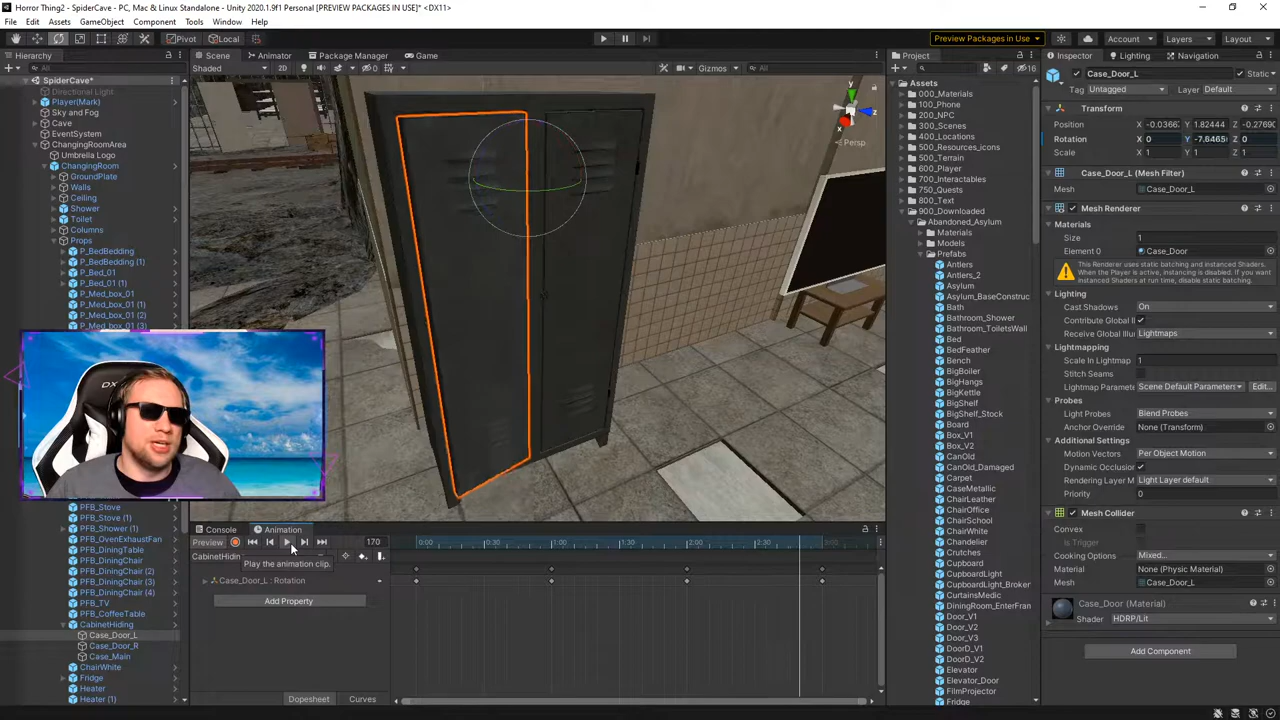 Horror Thing2 - SpiderCave - PC, Mac & Linux Standalone - Unity 2020.1.9f1 Personal [PREVIEW PACKAGES IN USE]* <DX11>
File Edit Assets GameObject Component Tools Window Help
Pivot Local
Preview Packages in Use
Account
Layers
Layout
Hierarchy
All
SpiderCave*
Directional Light
Player(Mark)
Sky and Fog
Cave
EventSystem
ChangingRoomArea
Umbrella Logo
ChangingRoom
GroundPlate
Walls
Ceiling
Shower
Toilet
Columns
Props
P_BedBedding
P_BedBedding (1)
P_Bed_01
P_Bed_01 (1)
P_Med_box_01
P_Med_box_01 (1)
P_Med_box_01 (2)
P_Med_box_01 (3)
PFB_Stove
PFB_Stove (1)
PFB_Shower (1)
PFB_OvenExhaustFan
PFB_DiningTable
PFB_DiningChair
PFB_DiningChair (2)
PFB_DiningChair (3)
PFB_DiningChair (4)
PFB_TV
PFB_CoffeeTable
CabinetHiding
Case_Door_L
Case_Door_R
Case_Main
ChairWhite
Fridge
Heater
Heater (1)
Scene Animator Package Manager Game
Shaded 2D 0 Gizmos All
y
z
x
Persp
DX
Console Animation
Preview 170 0:00 0:30 1:00 1:30 2:00 2:30 3:00
CabinetHidin
Play the animation clip.
Case_Door_L : Rotation
Add Property
Dopesheet Curves
Project
16
Assets
000_Materials
100_Phone
200_NPC
300_Scenes
400_Locations
500_Resources_icons
500_Terrain
600_Player
700_Interactables
750_Quests
800_Text
900_Downloaded
Abandoned_Asylum
Materials
Models
Prefabs
Antlers
Antlers_2
Asylum
Asylum_BaseConstruc
Bath
Bathroom_Shower
Bathroom_ToiletsWall
Bed
BedFeather
Bench
BigBoiler
BigHangs
BigKettle
BigShelf
BigShelf_Stock
Board
Box_V1
Box_V2
CanOld
CanOld_Damaged
Carpet
CaseMetallic
ChairLeather
ChairOffice
ChairSchool
ChairWhite
Chandelier
Crutches
Cupboard
CupboardLight
CupboardLight_Broken
CurtainsMedic
DiningRoom_EnterFran
Door_V1
Door_V2
Door_V3
DoorD_V1
DoorD_V2
Elevator
Elevator_Door
FilmProjector
Fridge
Inspector Lighting Navigation
Case_Door_L Static
Tag Untagged Layer Default
Transform
Position X -0.0366 Y 1.82444 Z -0.2769
Rotation X 0 Y -7.6465 Z 0
Scale X 1 Y 1 Z 1
Case_Door_L (Mesh Filter)
Mesh Case_Door_L
Mesh Renderer
Materials
Size 1
Element 0 Case_Door
This Renderer uses static batching and instanced Shaders. When the Player is active, instancing is disabled. If you want instanced Shaders at run time, disable static batching.
Lighting
Cast Shadows On
Contribute Global I
Receive Global Illu Lightmaps
Lightmapping
Scale In Lightmap 1
Stitch Seams
Lightmap Paramete Scene Default Parameters Edit...
Probes
Light Probes Blend Probes
Anchor Override None (Transform)
Additional Settings
Motion Vectors Per Object Motion
Dynamic Occlusion
Rendering Layer M Light Layer default
Priority 0
Mesh Collider
Convex
Is Trigger
Cooking Options Mixed...
Material None (Physic Material)
Mesh Case_Door_L
Case_Door (Material)
Shader HDRP/Lit
Add Component